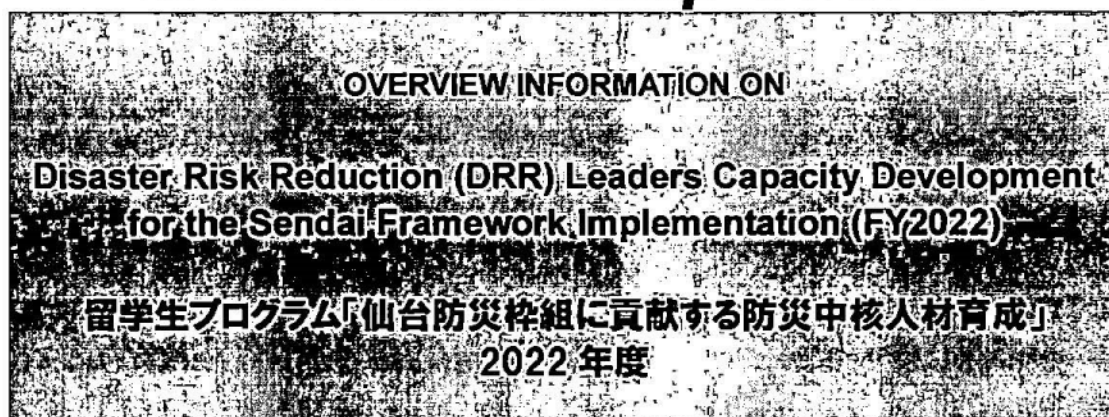 OVERVIEW INFORMATION ON
Disaster Risk Reduction (DRR) Leaders Capacity Development
for the Sendai Framework Implementation (FY2022)
留学生プログラム「仙台防災枠組に貢献する防災中核人材育成」
2022 年度